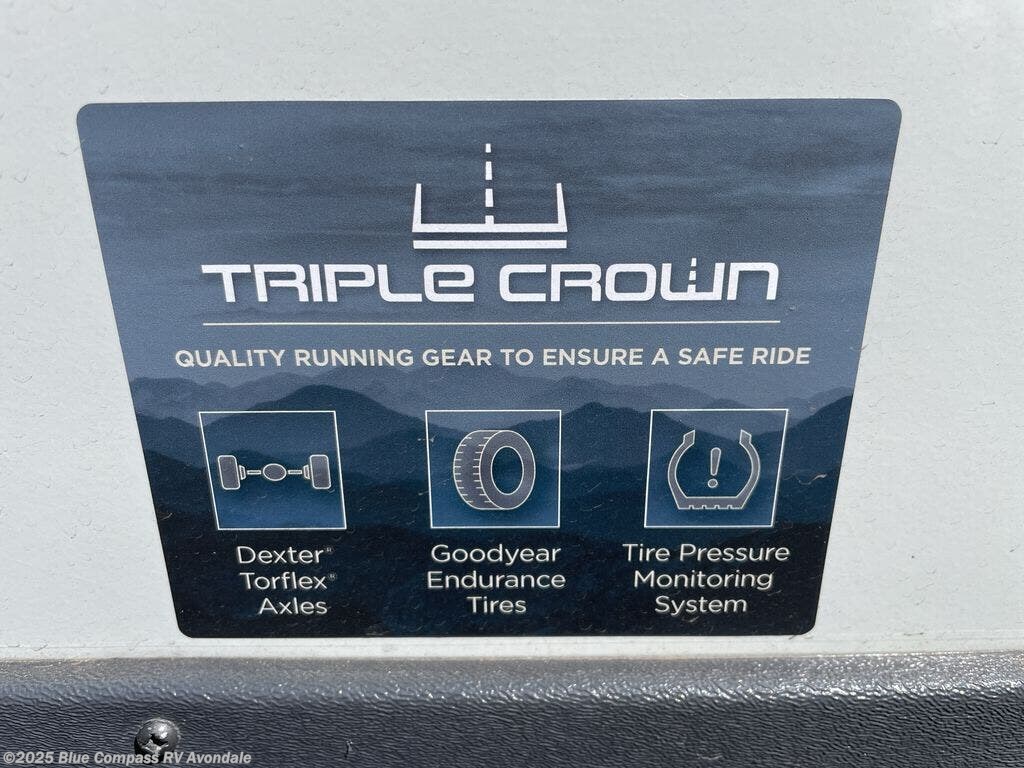 TRIPLE CROWN
QUALITY RUNNING GEAR TO ENSURE A SAFE RIDE
Dexter®
Torflex®
Axles
Goodyear
Endurance
Tires
Tire Pressure
Monitoring
System
©2025 Blue Compass RV Avondale